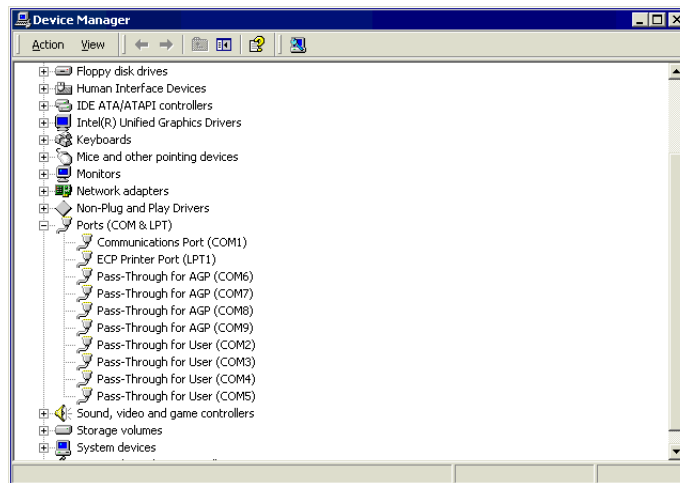 Device Manager
Action View
Floppy disk drives
Human Interface Devices
IDE ATA/ATAPI controllers
Intel(R) Unified Graphics Drivers
Keyboards
Mice and other pointing devices
Monitors
Network adapters
Non-Plug and Play Drivers
Ports (COM & LPT)
Communications Port (COM1)
ECP Printer Port (LPT1)
Pass-Through for AGP (COM6)
Pass-Through for AGP (COM7)
Pass-Through for AGP (COM8)
Pass-Through for AGP (COM9)
Pass-Through for User (COM2)
Pass-Through for User (COM3)
Pass-Through for User (COM4)
Pass-Through for User (COM5)
Sound, video and game controllers
Storage volumes
System devices